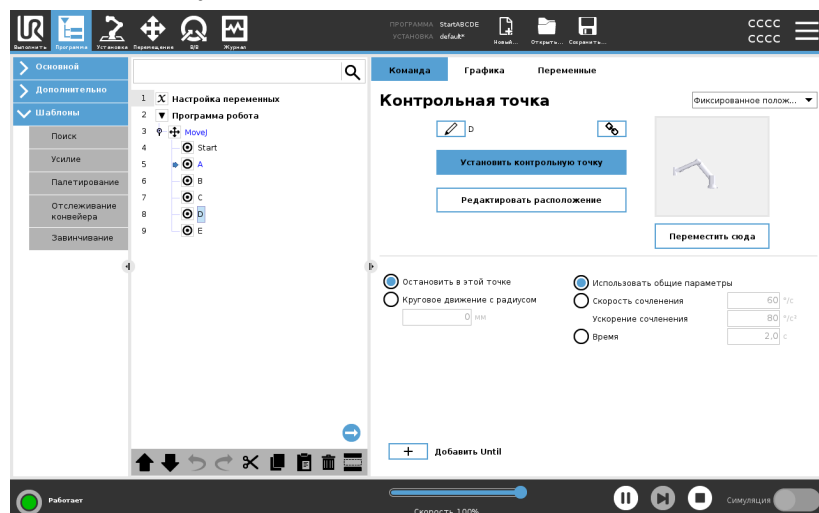 ПРОГРАММА StartABCDE
УСТАНОВКА default*
Выполнить
Программа
Установка
Перемещение
В/В
Журнал
Новый...
Открыть...
Сохранить...
CCCC
CCCC
Основной
Дополнительно
Шаблоны
Поиск
Усилие
Палетирование
Отслеживание
конвейера
Завинчивание
1 X Настройка переменных
2 Программа робота
3 MoveJ
4 Start
5 A
6 B
7 C
8 D
9 E
Команда
Графика
Переменные
Контрольная точка
Фиксированное полож...
D
Установить контрольную точку
Редактировать расположение
Переместить сюда
Остановить в этой точке
Круговое движение с радиусом
0 мм
Использовать общие параметры
Скорость сочленения 60 °/с
Ускорение сочленения 80 °/с²
Время 2,0 с
+ Добавить Until
Работает
Скорость 100%
Симуляция